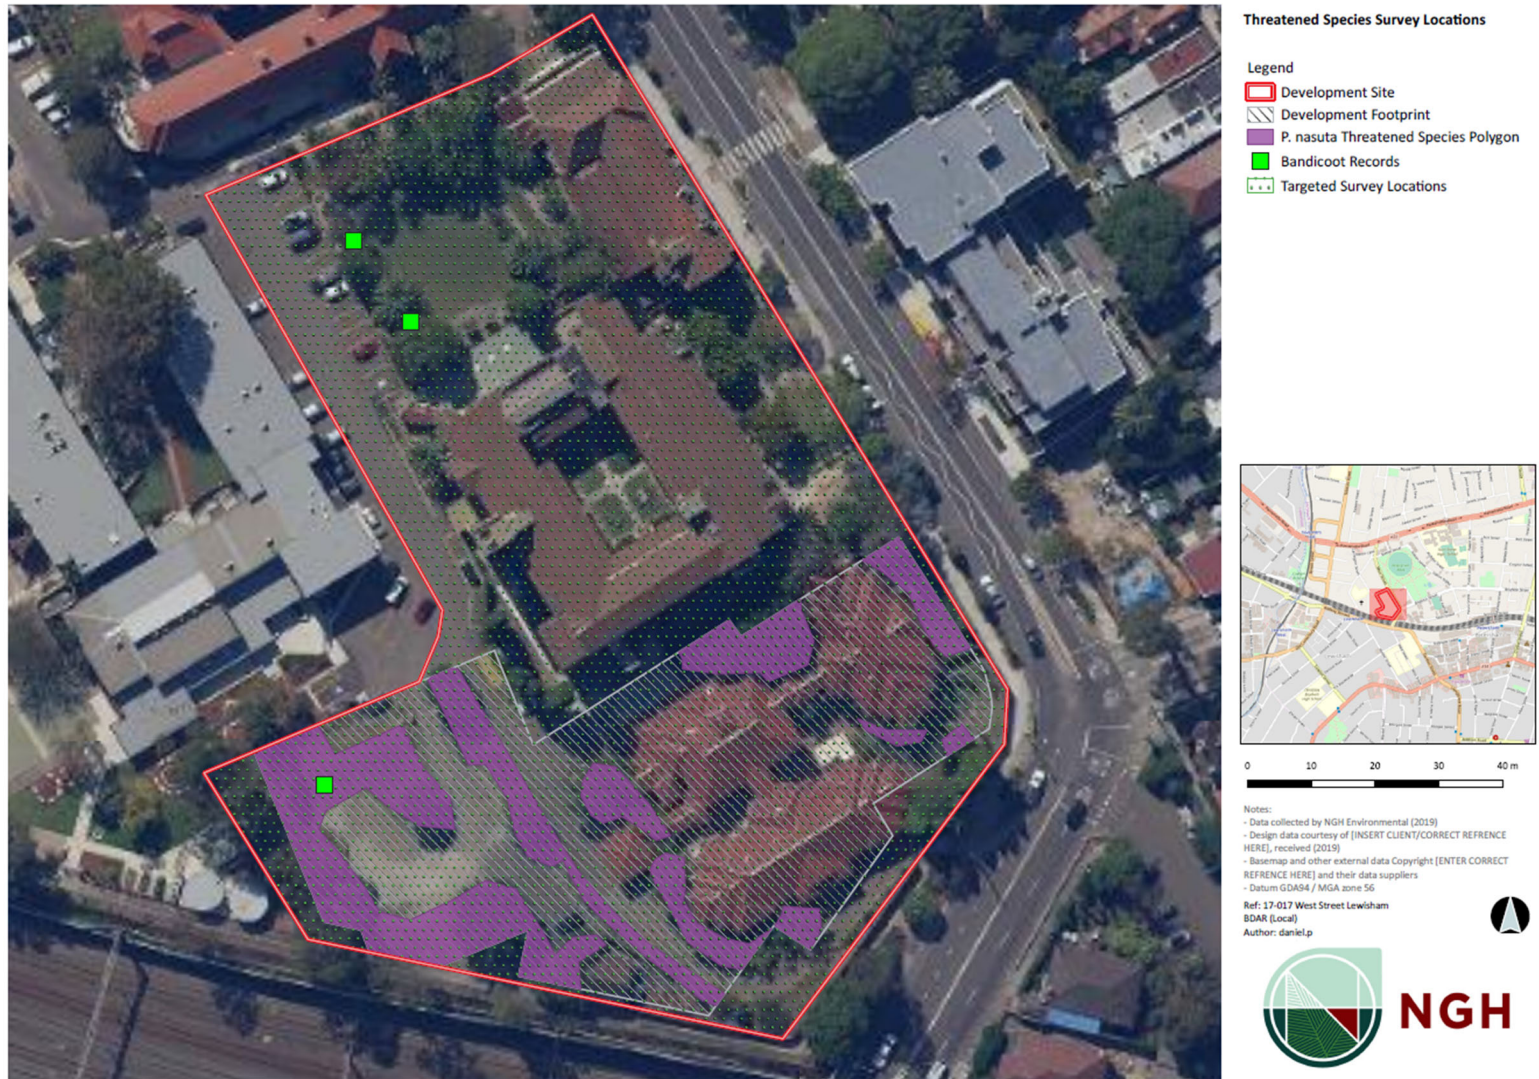 Threatened Species Survey Locations
Legend
Development Site
Development Footprint
P. nasuta Threatened Species Polygon
Bandicoot Records
Targeted Survey Locations
0 10 20 30 40 m
Notes:
- Data collected by NGH Environmental (2019)
- Design data courtesy of [INSERT CLIENT/CORRECT REFRENCE
HERE], received (2019)
- Basemap and other external data Copyright [ENTER CORRECT
REFRENCE HERE] and their data suppliers
- Datum GDA94 / MGA zone 56
Ref: 17-017 West Street Lewisham
BDAR (Local)
Author: daniel.p
NGH